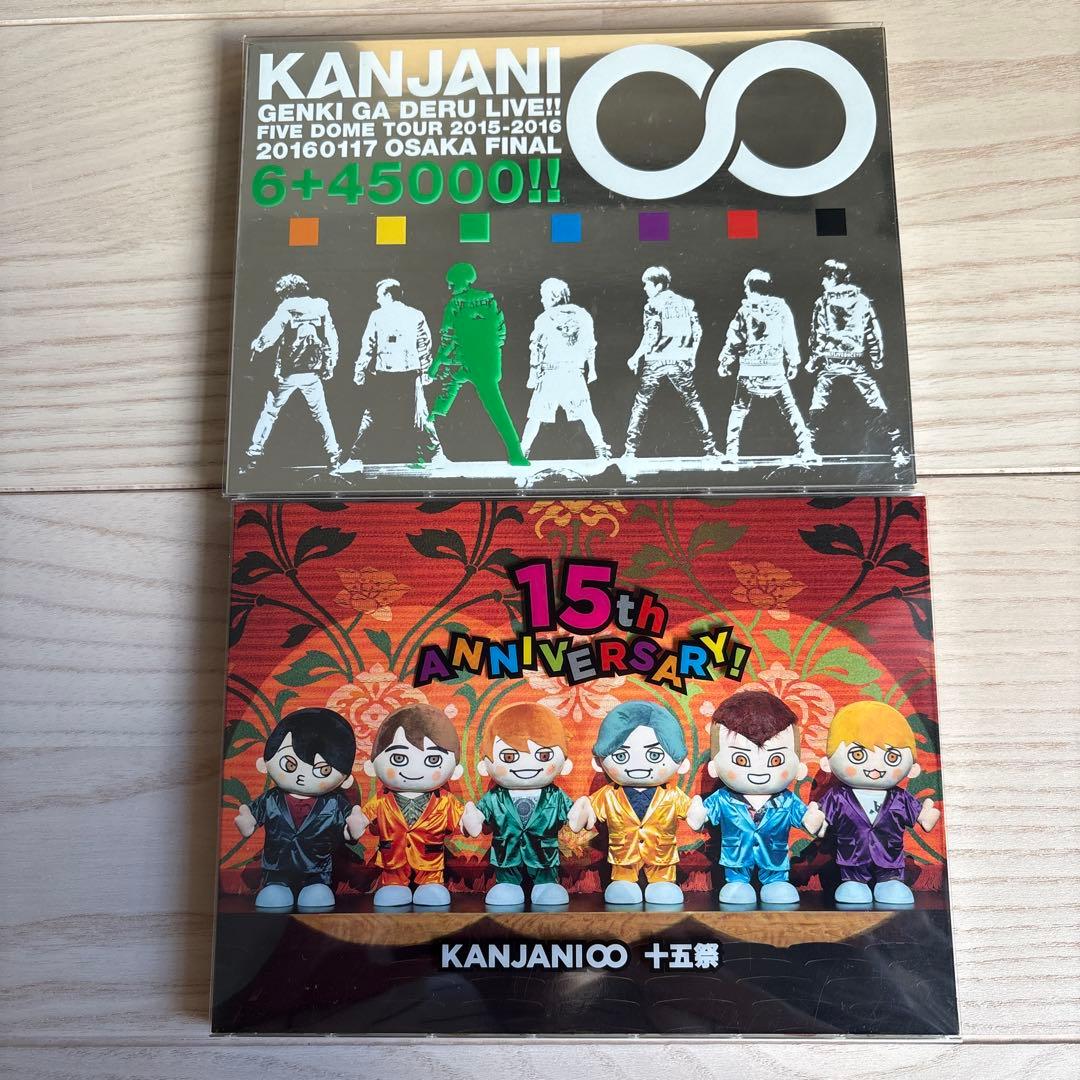 KANJANI∞
GENKI GA DERU LIVE!!
FIVE DOME TOUR 2015-2016
20160117 OSAKA FINAL
6+45000!!
15th
ANNIVERSARY!
KANJANI∞ 十五祭